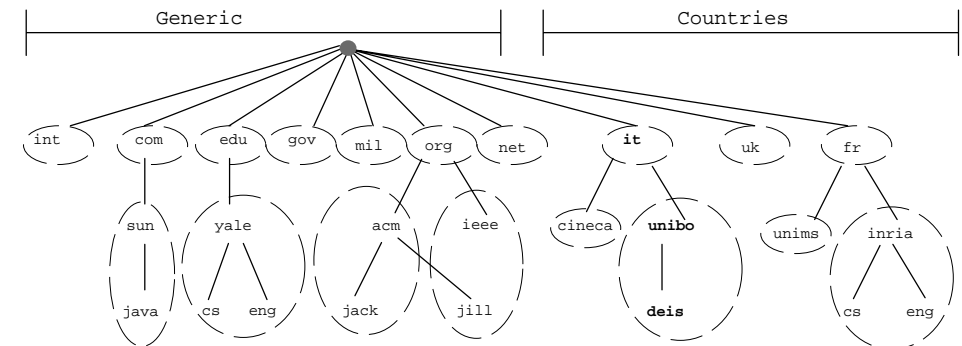 Generic Countries
int com edu gov mil org net it uk fr
sun yale acm ieee cineca unibo unims inria
java cs eng jack jill deis cs eng